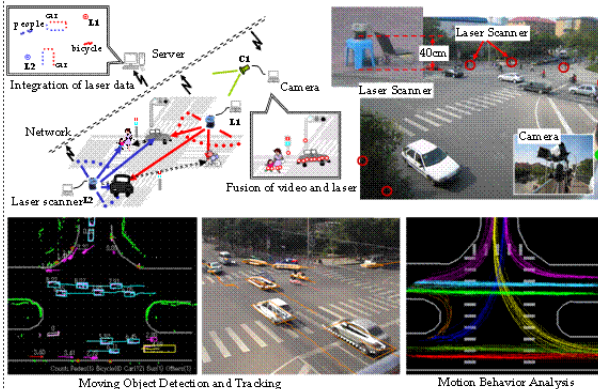 people
car
L1
bicycle
L2
car
Integration of laser data
Server
C1
Camera
Network
L1
Laser scanner
L2
Fusion of video and laser
40cm
Laser Scanner
Laser Scanner
Camera
Moving Object Detection and Tracking
Motion Behavior Analysis